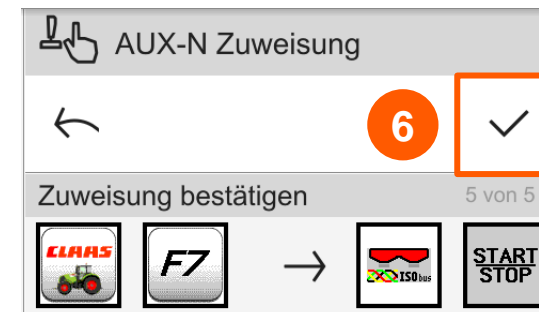 AUX-N Zuweisung
6
Zuweisung bestätigen 5 von 5
CLAAS F7 → ISObus START
STOP